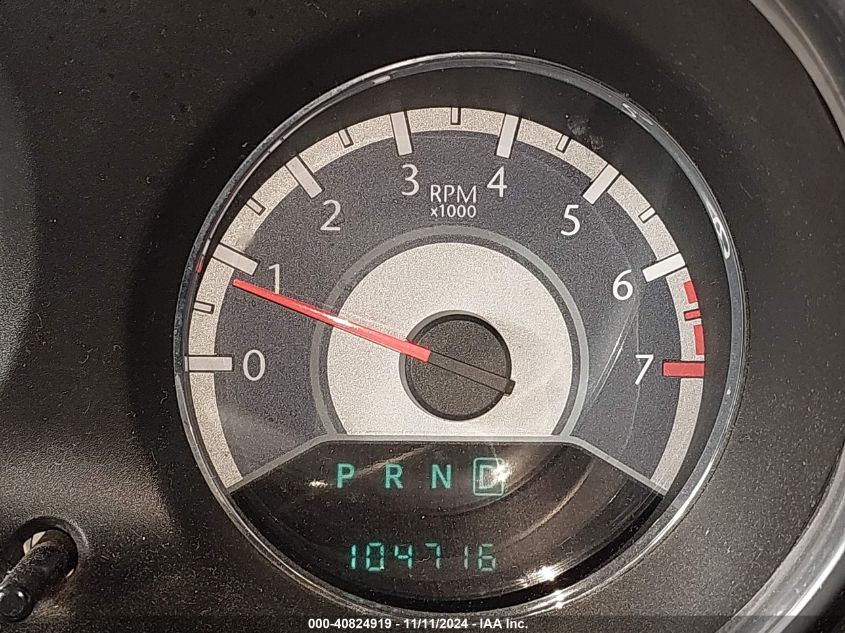 0 1 2 3 4 5 6 7
RPM
x1000
P R N D
104716
000-40824919 - 11/11/2024 - IAA Inc.